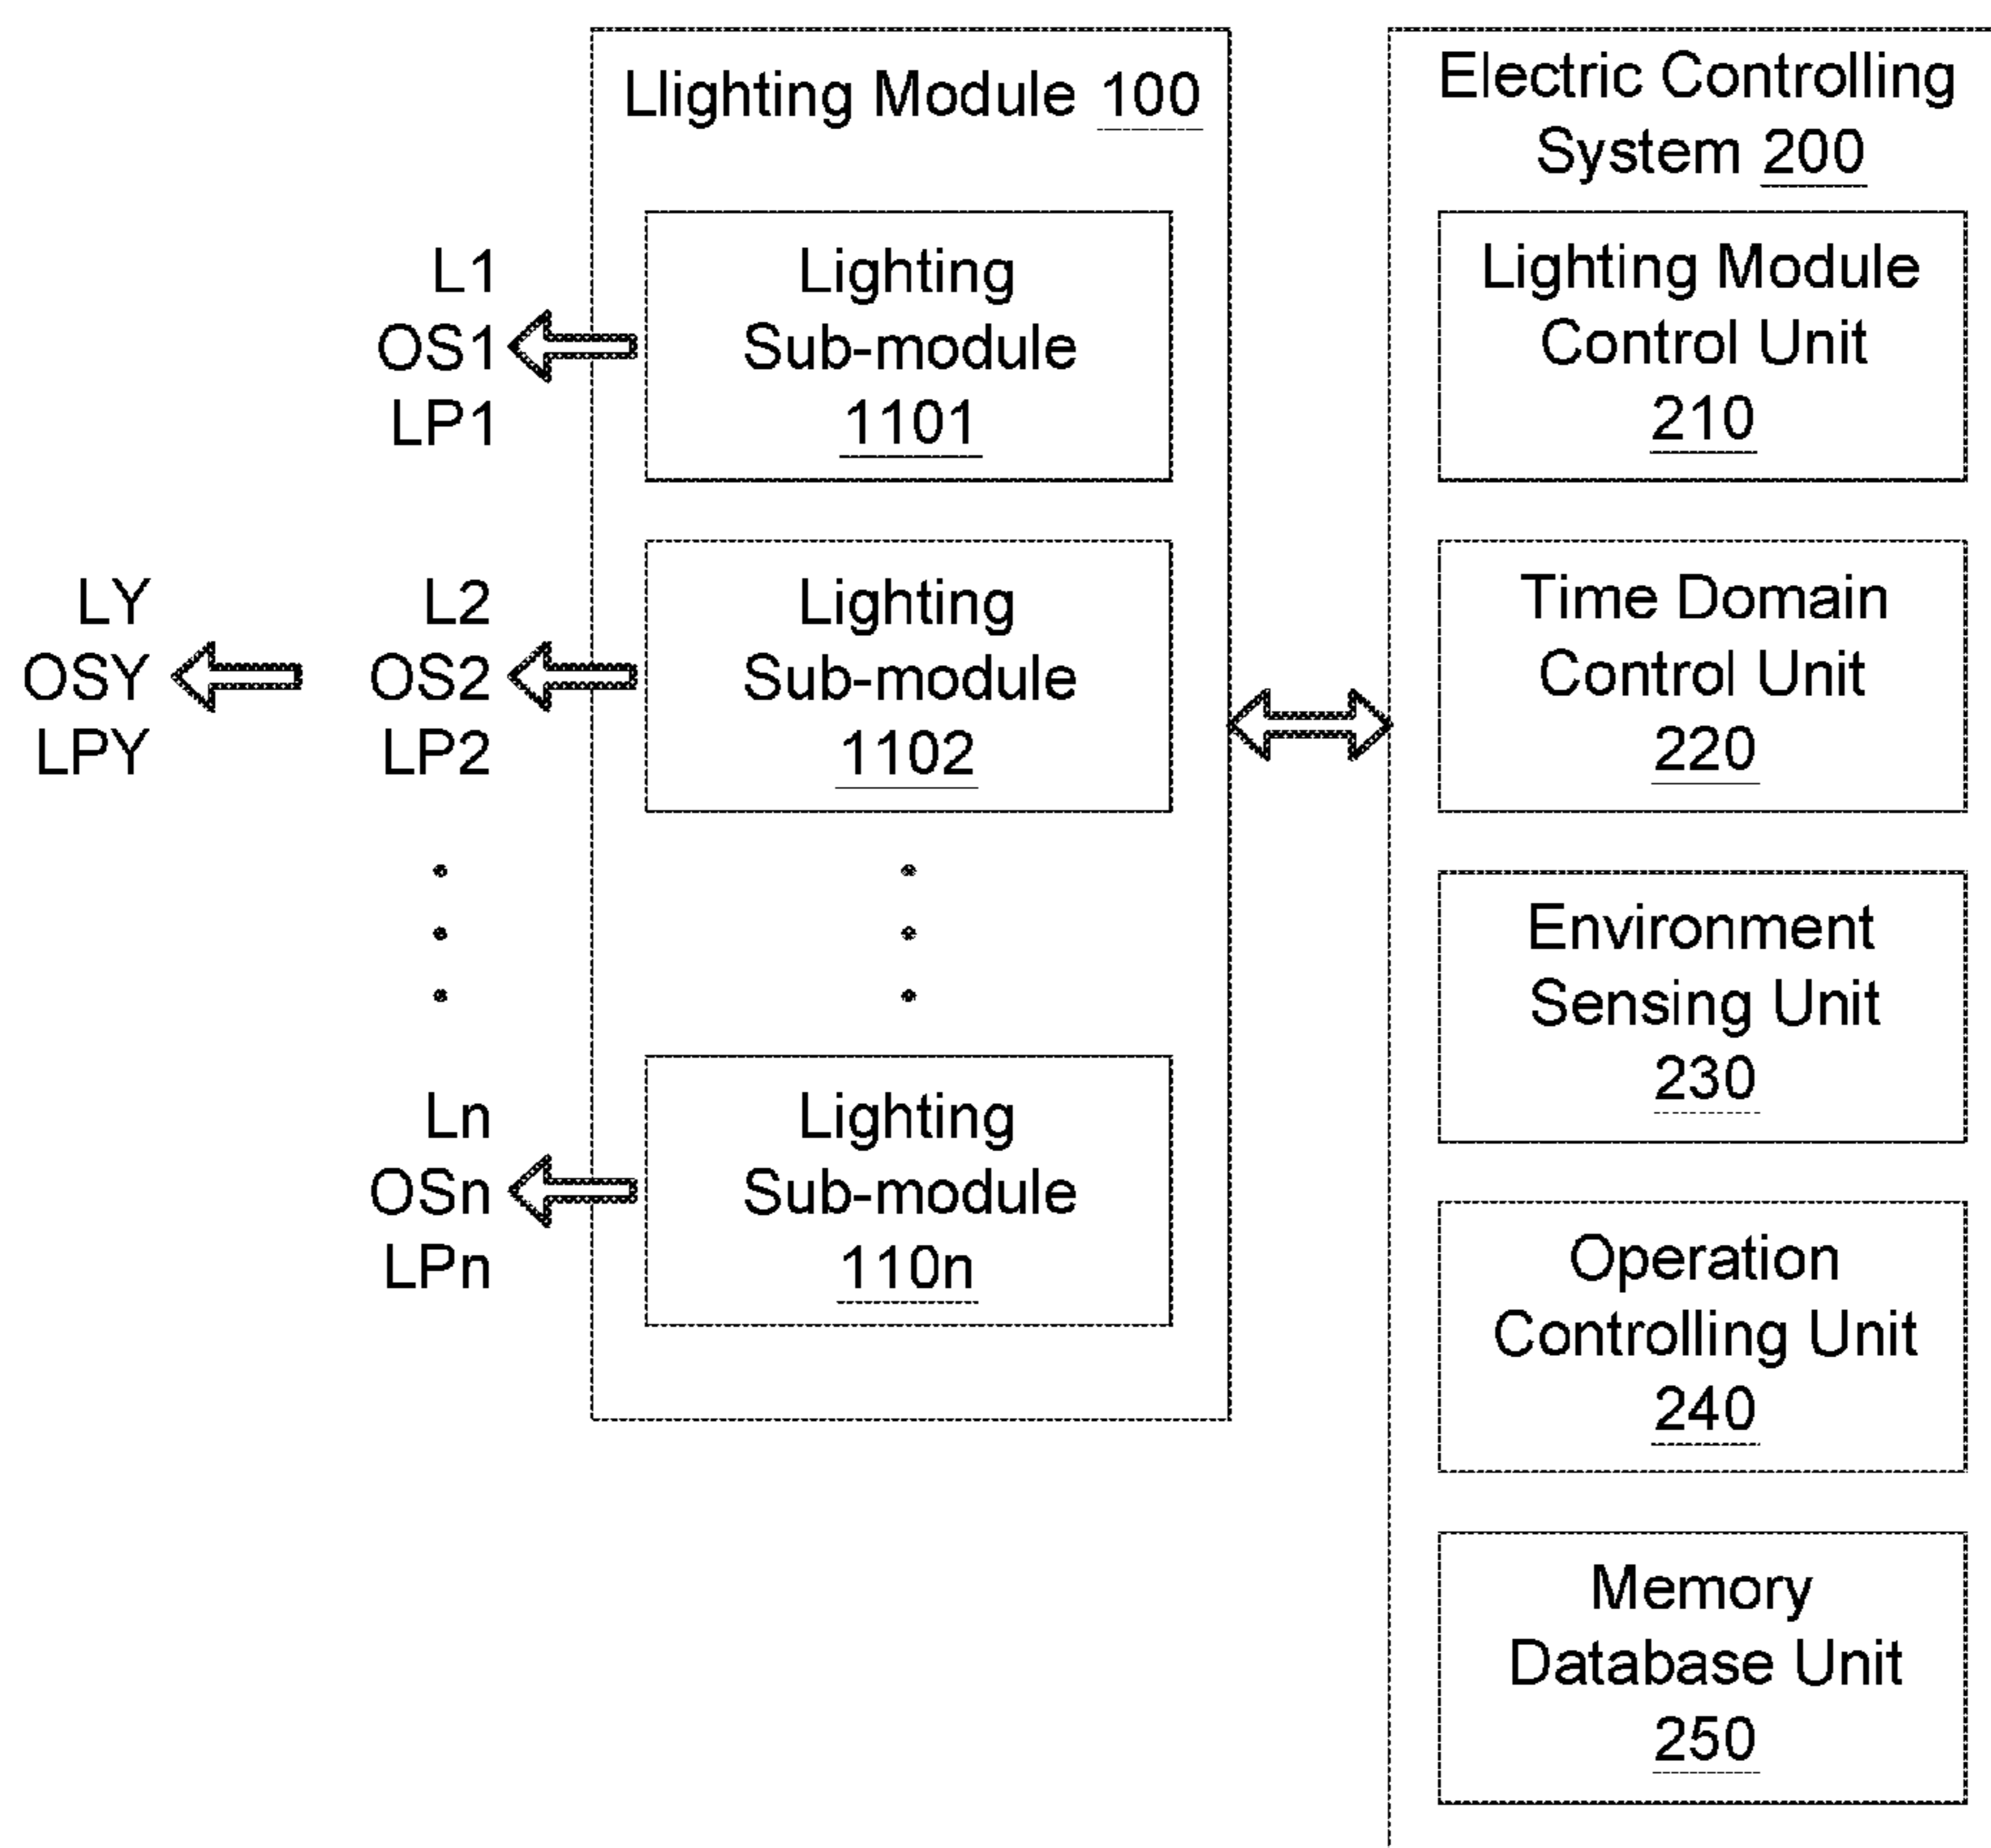 Llighting Module 100
Lighting
Sub-module
1101
L1
OS1
LP1
Lighting
Sub-module
1102
L2
OS2
LP2
LY
OSY
LPY
Lighting
Sub-module
110n
Ln
OSn
LPn
Electric Controlling
System 200
Lighting Module
Control Unit
210
Time Domain
Control Unit
220
Environment
Sensing Unit
230
Operation
Controlling Unit
240
Memory
Database Unit
250